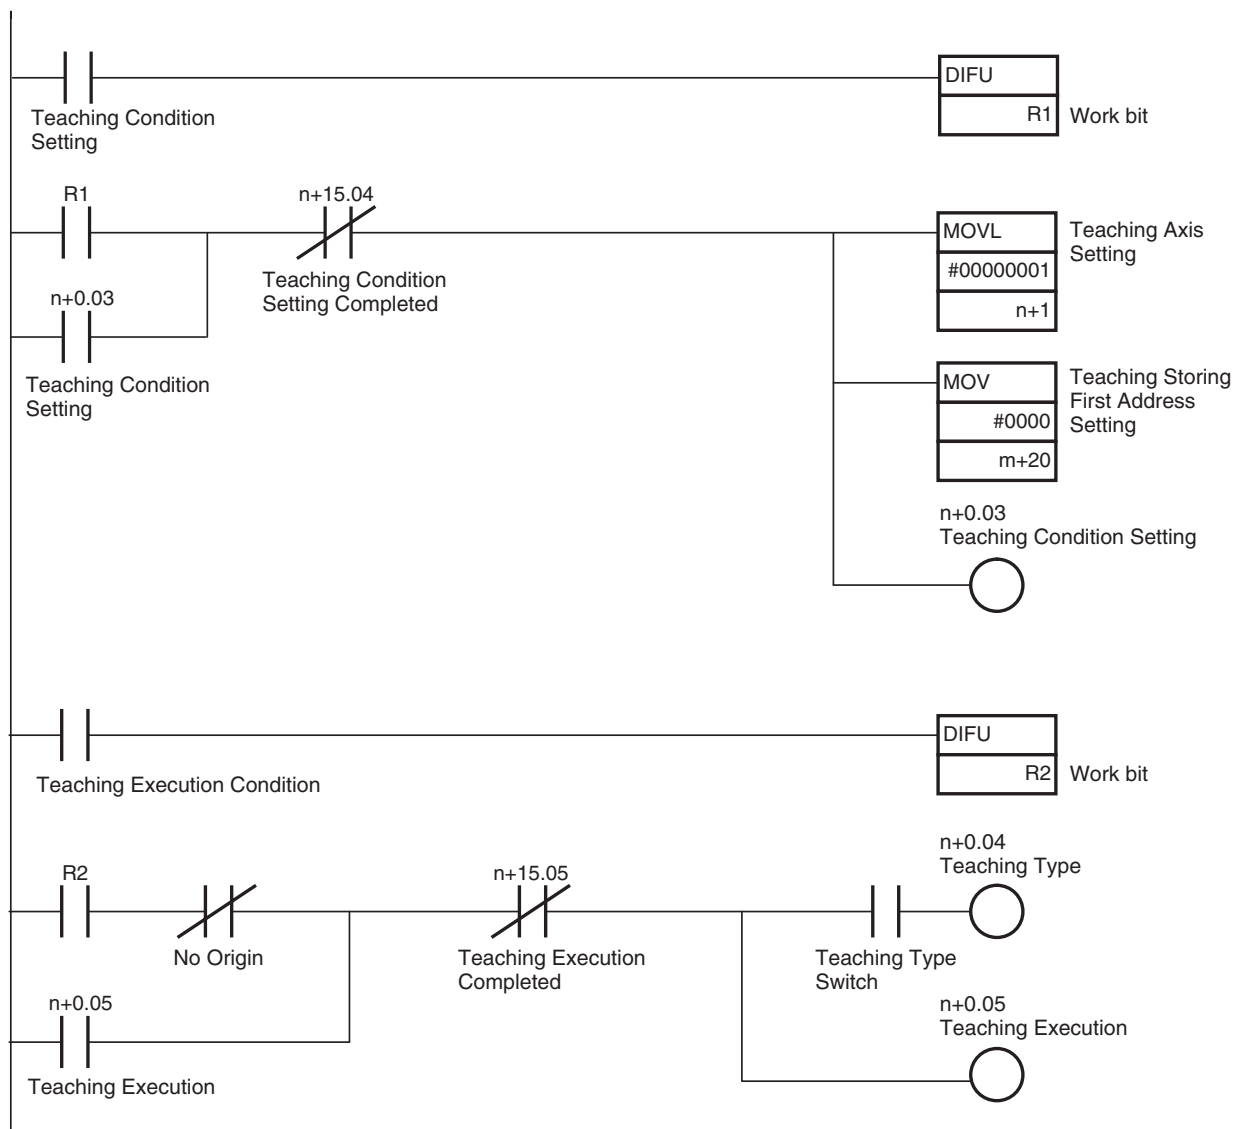 DIFU
R1
Work bit
Teaching Condition
Setting
R1
n+15.04
MOVL
#00000001
n+1
Teaching Axis
Setting
Teaching Condition
Setting Completed
n+0.03
Teaching Condition
Setting
MOV
#0000
m+20
Teaching Storing
First Address
Setting
n+0.03
Teaching Condition Setting
DIFU
R2
Work bit
Teaching Execution Condition
n+0.04
Teaching Type
R2
n+15.05
No Origin
Teaching Execution
Completed
Teaching Type
Switch
n+0.05
Teaching Execution
n+0.05
Teaching Execution